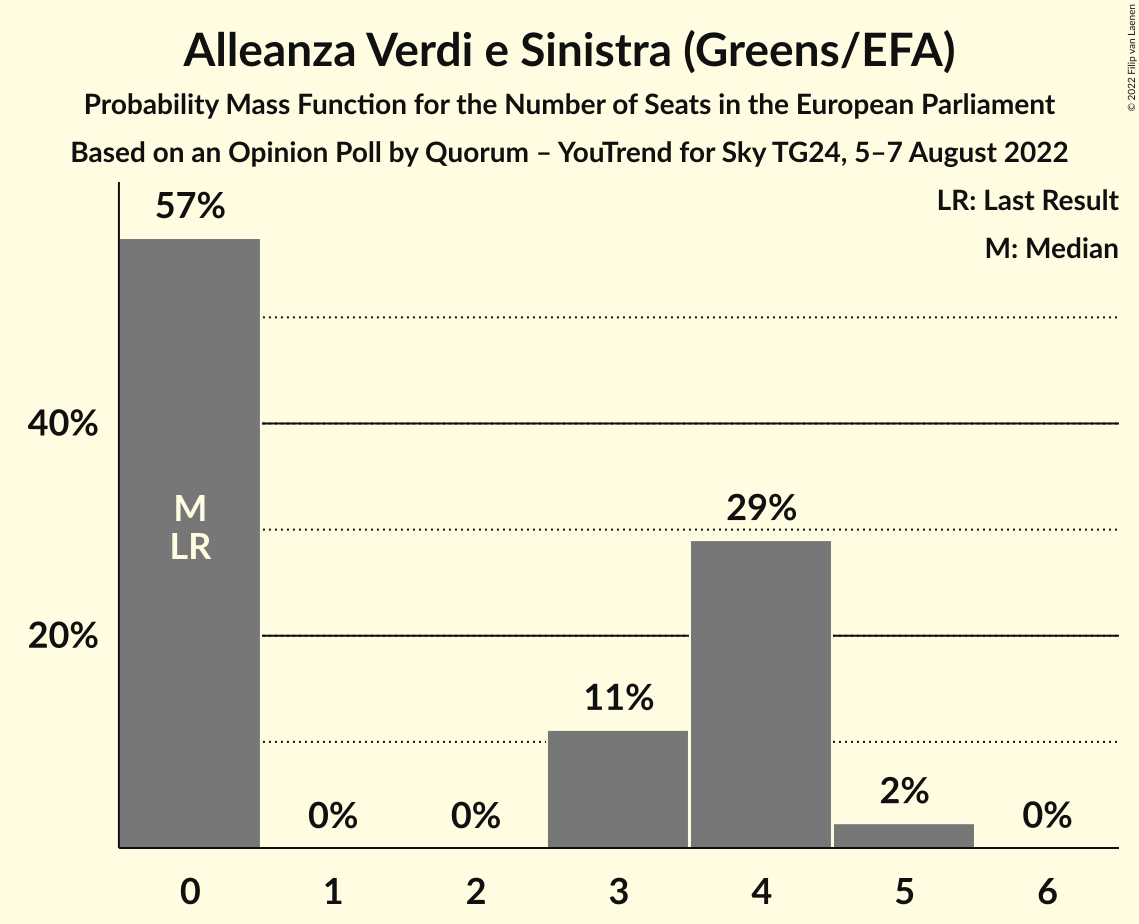 Alleanza Verdi e Sinistra (Greens/EFA)
Probability Mass Function for the Number of Seats in the European Parliament
Based on an Opinion Poll by Quorum – YouTrend for Sky TG24, 5–7 August 2022
© 2022 Filip van Laenen
LR: Last Result
M: Median
57%
40%
M
LR
29%
20%
11%
0%
0%
2%
0%
0
1
2
3
4
5
6